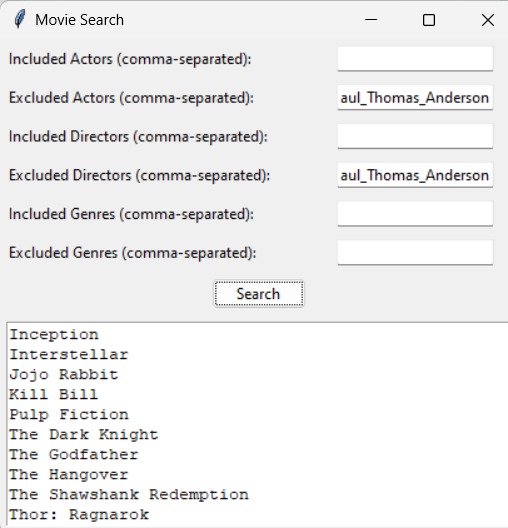 Movie Search
Included Actors (comma-separated):
Excluded Actors (comma-separated): aul_Thomas_Anderson
Included Directors (comma-separated):
Excluded Directors (comma-separated): aul_Thomas_Anderson
Included Genres (comma-separated):
Excluded Genres (comma-separated):
Search
Inception
Interstellar
Jojo Rabbit
Kill Bill
Pulp Fiction
The Dark Knight
The Godfather
The Hangover
The Shawshank Redemption
Thor: Ragnarok